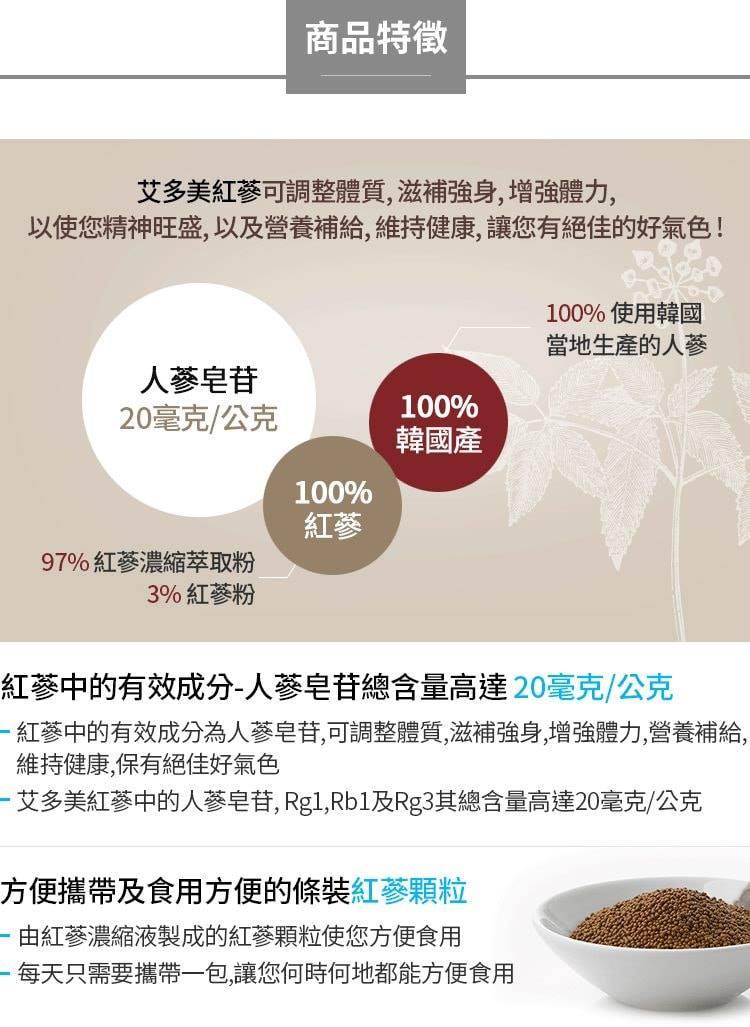 商品特徵
艾多美紅蔘可調整體質, 滋補強身, 增強體力,
以使您精神旺盛, 以及營養補給, 維持健康, 讓您有絕佳的好氣色!
100% 使用韓國
當地生產的人蔘
人蔘皂苷
20毫克/公克
100%
韓國產
100%
紅蔘
97% 紅蔘濃縮萃取粉
3% 紅蔘粉
紅蔘中的有效成分-人蔘皂苷總含量高達 20毫克/公克
- 紅蔘中的有效成分為人蔘皂苷,可調整體質,滋補強身,增強體力,營養補給,
維持健康,保有絕佳好氣色
- 艾多美紅蔘中的人蔘皂苷, Rg1,Rb1及Rg3其總含量高達20毫克/公克
方便攜帶及食用方便的條裝紅蔘顆粒
- 由紅蔘濃縮液製成的紅蔘顆粒使您方便食用
- 每天只需要攜帶一包,讓您何時何地都能方便食用